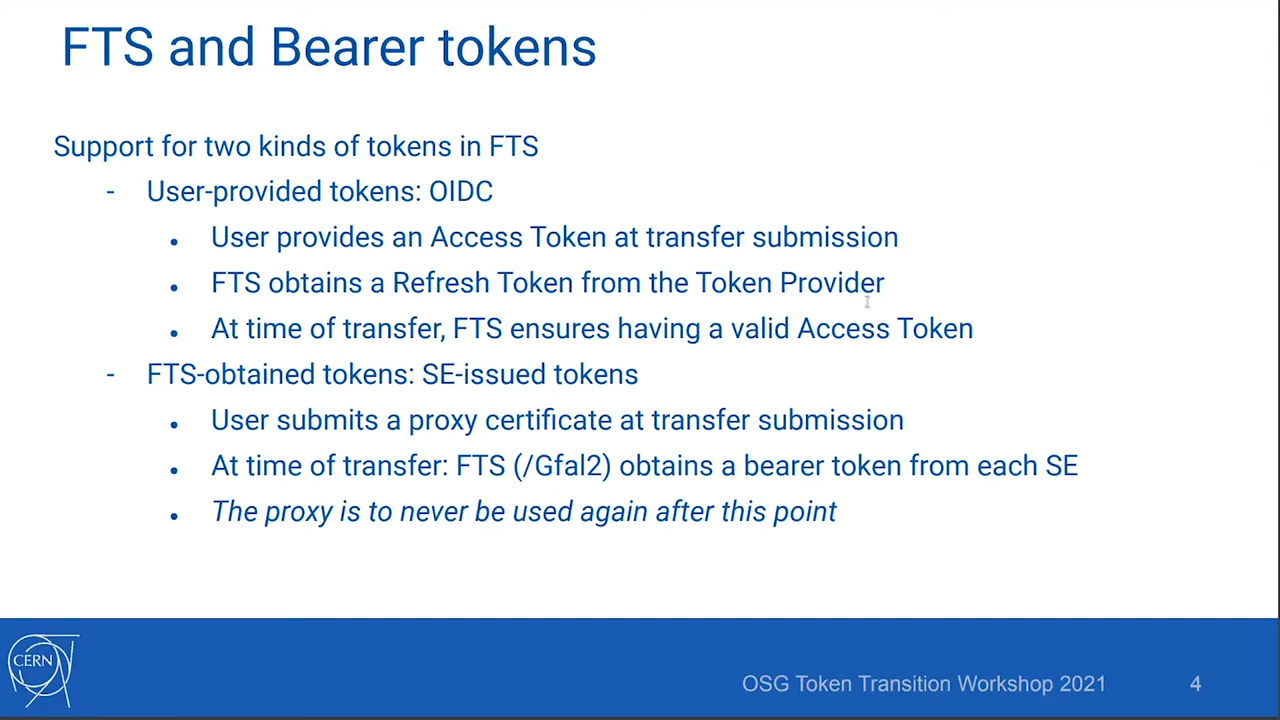 FTS and Bearer tokens
Support for two kinds of tokens in FTS
- User-provided tokens: OIDC
• User provides an Access Token at transfer submission
• FTS obtains a Refresh Token from the Token Provider
• At time of transfer, FTS ensures having a valid Access Token
- FTS-obtained tokens: SE-issued tokens
• User submits a proxy certificate at transfer submission
• At time of transfer: FTS (/Gfal2) obtains a bearer token from each SE
• The proxy is to never be used again after this point
CERN
OSG Token Transition Workshop 2021
4